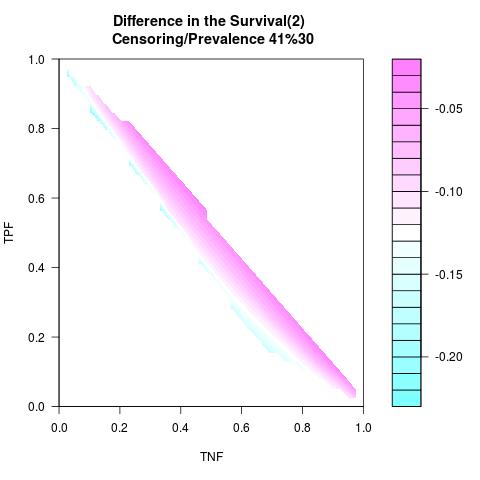 Difference in the Survival(2)
Censoring/Prevalence 41%30
1.0
0.8
0.6
0.4
0.2
0.0
TPF
0.0 0.2 0.4 0.6 0.8 1.0
TNF
-0.05
-0.10
-0.15
-0.20